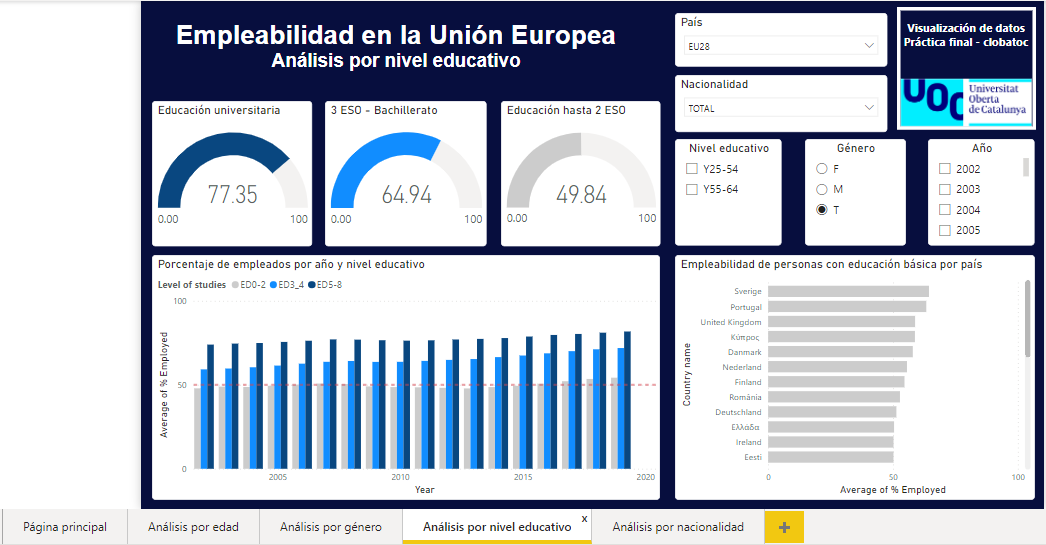 Empleabilidad en la Unión Europea
Análisis por nivel educativo
País
EU28
Nacionalidad
TOTAL
Visualización de datos
Práctica final - clobatoc
UOC
Universitat
Oberta
de Catalunya
Educación universitaria
77.35
0.00
100
3 ESO - Bachillerato
64.94
0.00
100
Educación hasta 2 ESO
49.84
0.00
100
Nivel educativo
Y25-54
Y55-64
Género
F
M
T
Año
2002
2003
2004
2005
Porcentaje de empleados por año y nivel educativo
Level of studies ED0-2 ED3_4 ED5-8
Average of % Employed
100
50
0
2005
2010
2015
2020
Year
Empleabilidad de personas con educación básica por país
Country name
Sverige
Portugal
United Kingdom
Κύπρος
Danmark
Nederland
Finland
România
Deutschland
Ελλάδα
Ireland
Eesti
0
50
100
Average of % Employed
Página principal
Análisis por edad
Análisis por género
Análisis por nivel educativo
x
Análisis por nacionalidad
+